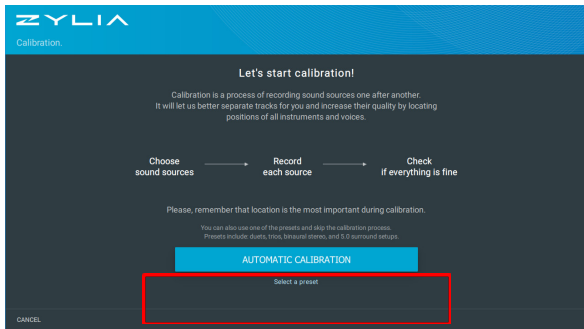 ZYLIA
Calibration.
Let's start calibration!
Calibration is a process of recording sound sources one after another.
It will let us better separate tracks for you and increase their quality by locating
positions of all instruments and voices.
Choose
sound sources
Record
each source
Check
if everything is fine
Please, remember that location is the most important during calibration.
You can also use one of the presets and skip the calibration process.
Presets include: duets, trios, binaural stereo, and 5.0 surround setups.
AUTOMATIC CALIBRATION
Select a preset
CANCEL